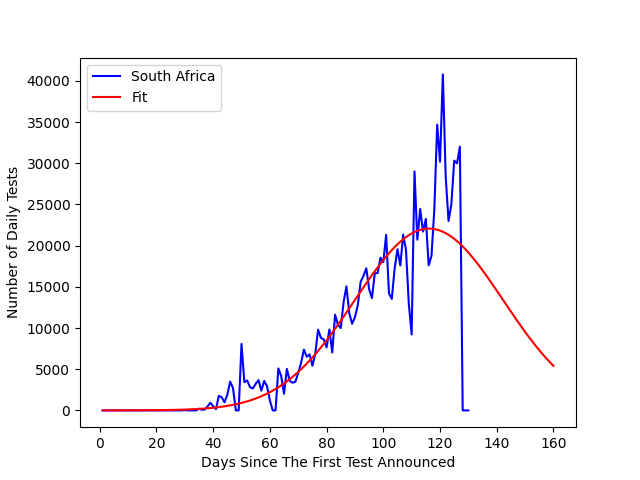 South Africa
Fit
40000
35000
30000
25000
20000
15000
10000
5000
0
Number of Daily Tests
0 20 40 60 80 100 120 140 160
Days Since The First Test Announced